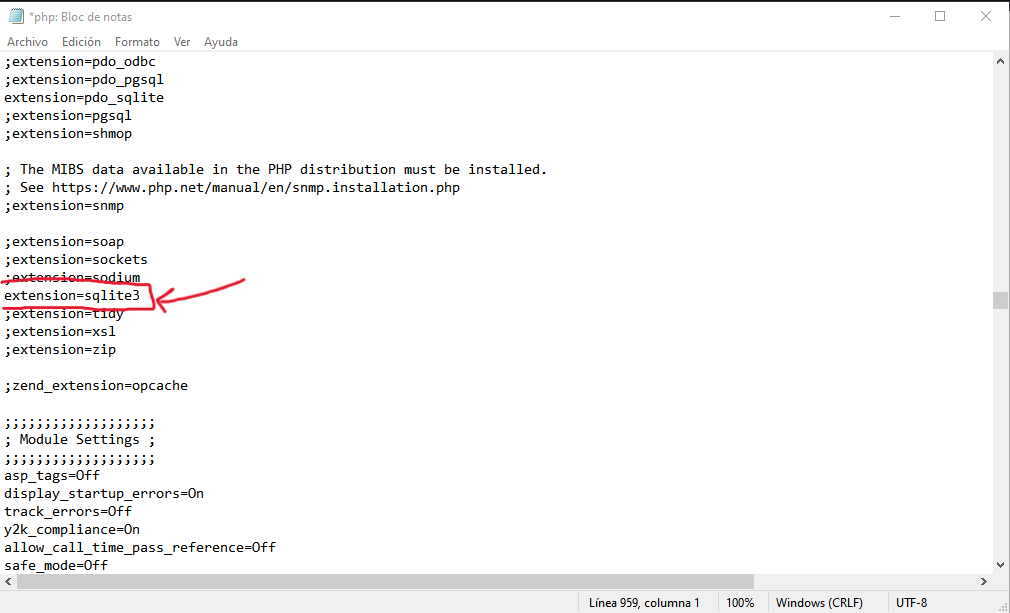 *php: Bloc de notas
Archivo Edición Formato Ver Ayuda
;extension=pdo_odbc
;extension=pdo_pgsql
extension=pdo_sqlite
;extension=pgsql
;extension=shmop
; The MIBS data available in the PHP distribution must be installed.
; See https://www.php.net/manual/en/snmp.installation.php
;extension=snmp
;extension=soap
;extension=sockets
;extension=sodium
extension=sqlite3
;extension=tidy
;extension=xsl
;extension=zip
;zend_extension=opcache
;;;;;;;;;;;;;;;;;;;
; Module Settings ;
;;;;;;;;;;;;;;;;;;;
asp_tags=Off
display_startup_errors=On
track_errors=Off
y2k_compliance=On
allow_call_time_pass_reference=Off
safe_mode=Off
Línea 959, columna 1 100% Windows (CRLF) UTF-8